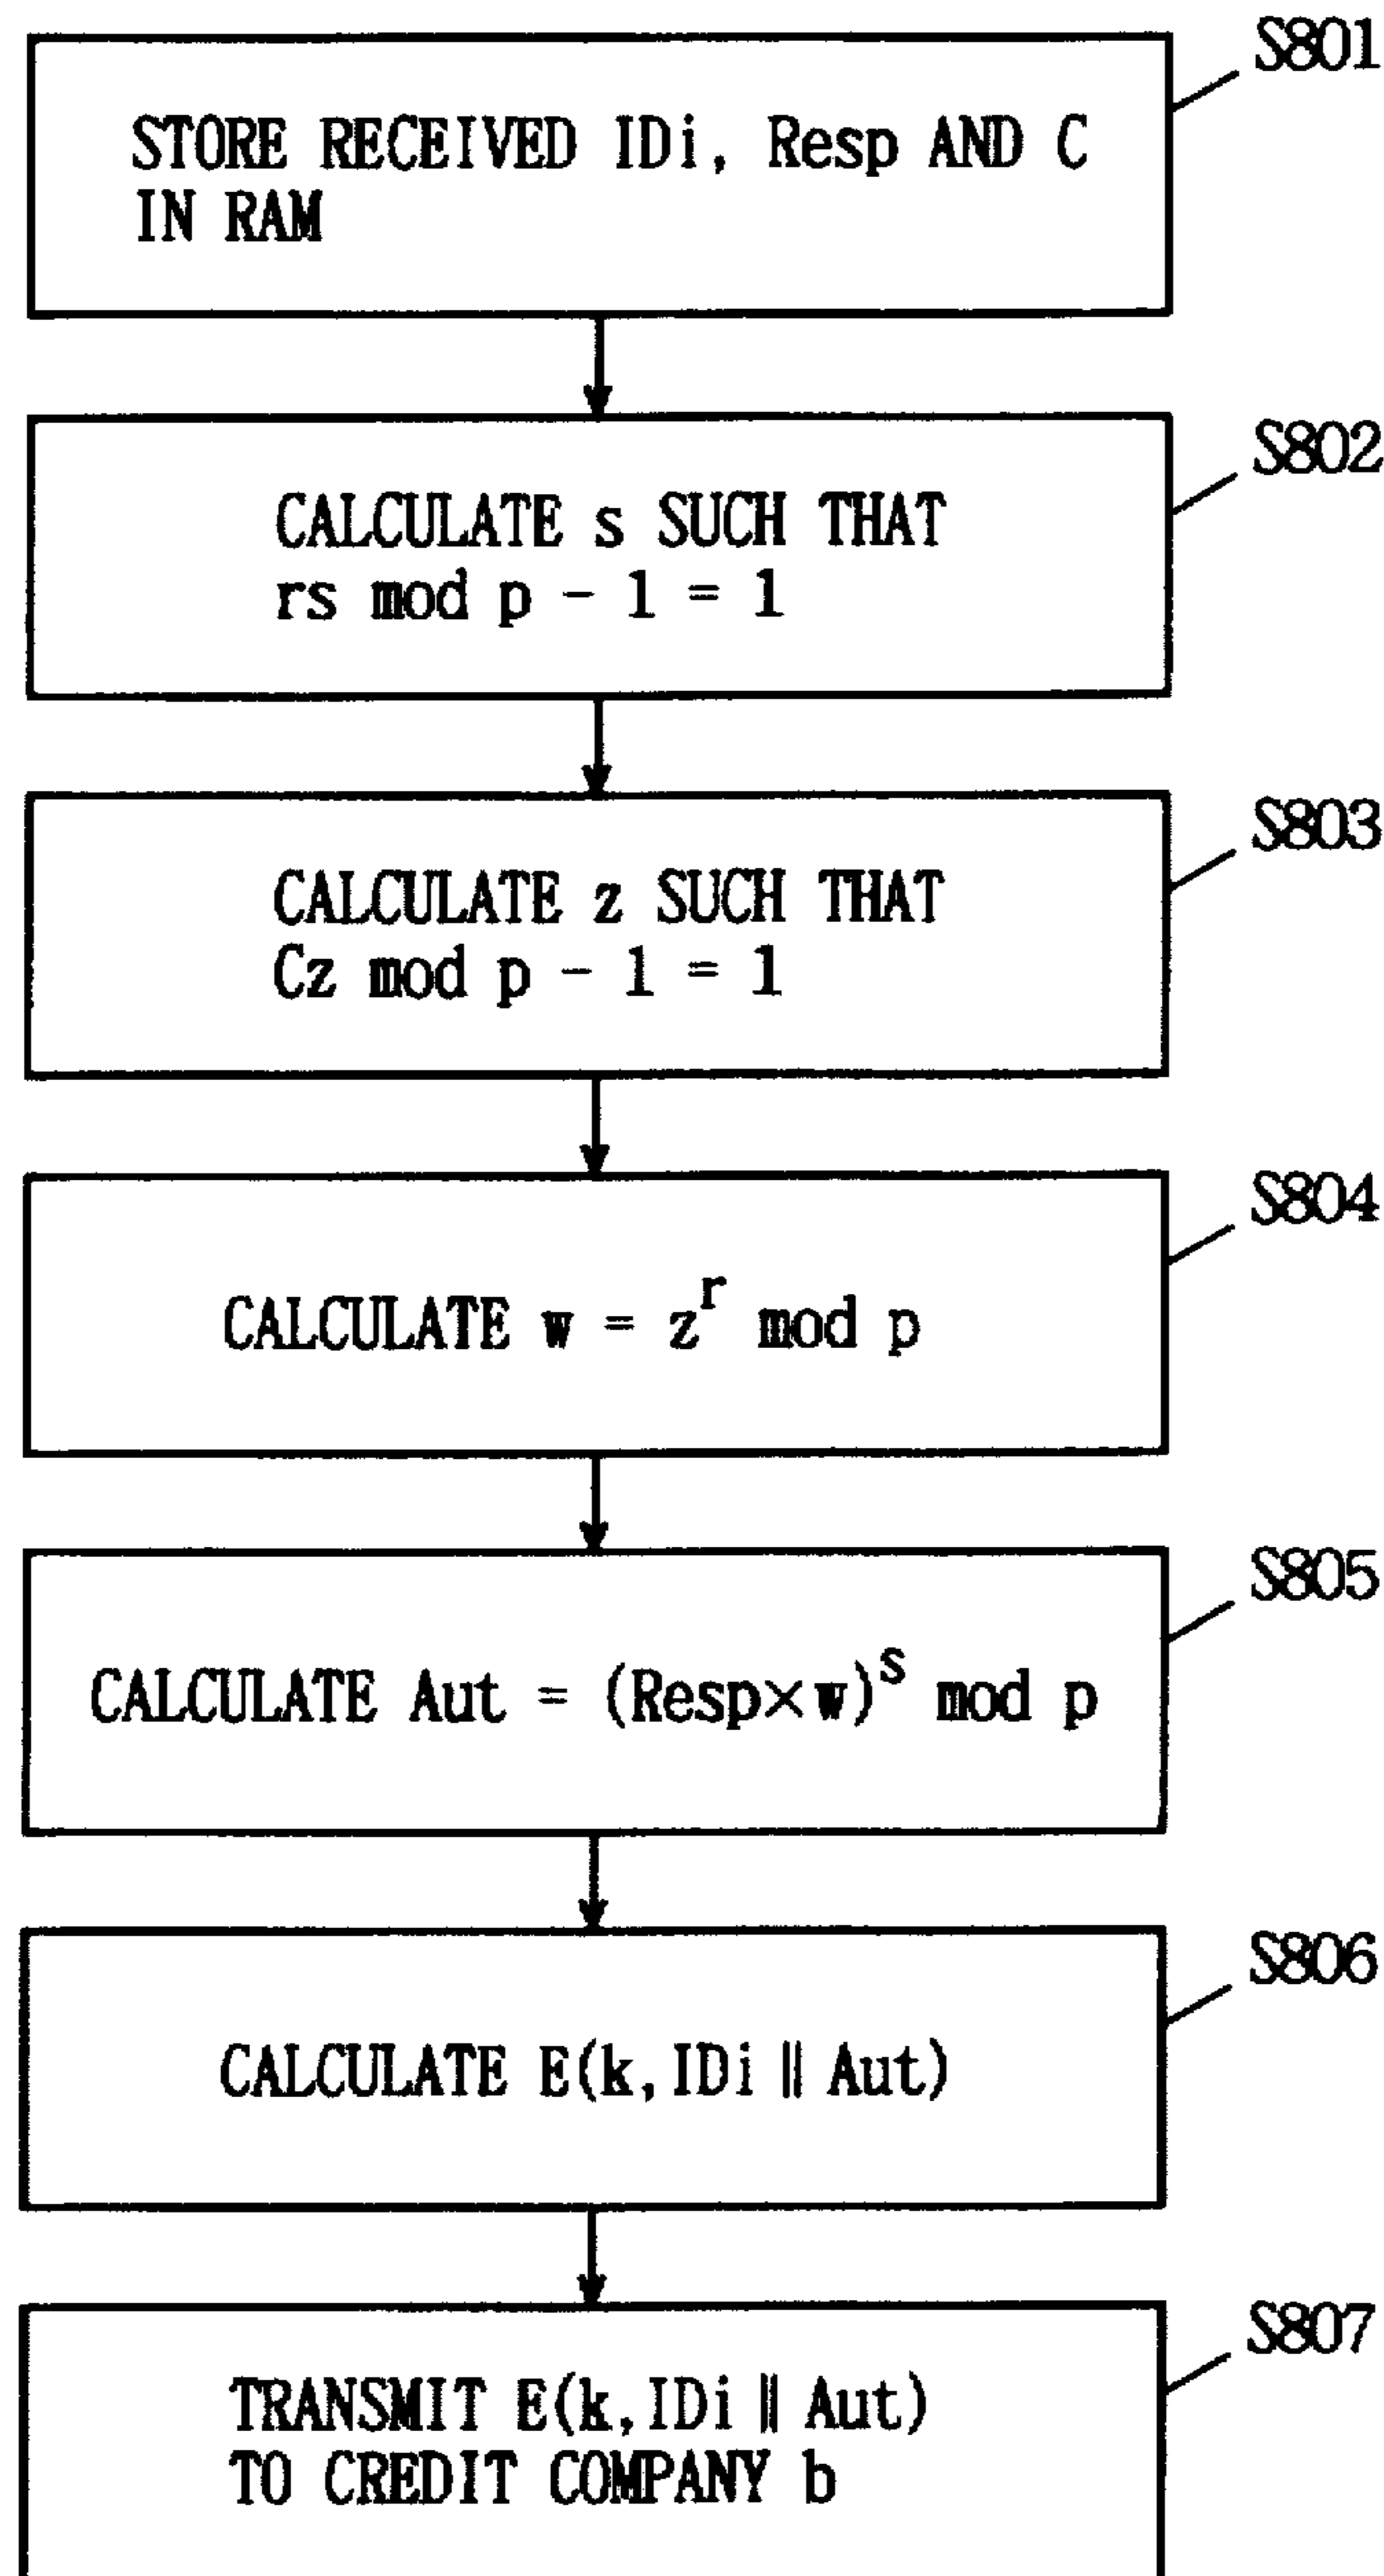 S801
STORE RECEIVED IDi, Resp AND C
IN RAM
S802
CALCULATE s SUCH THAT
rs mod p - 1 = 1
S803
CALCULATE z SUCH THAT
Cz mod p - 1 = 1
S804
CALCULATE w = z^r mod p
S805
CALCULATE Aut = (Resp×w)^s mod p
S806
CALCULATE E(k,IDi‖Aut)
S807
TRANSMIT E(k,IDi‖Aut)
TO CREDIT COMPANY b